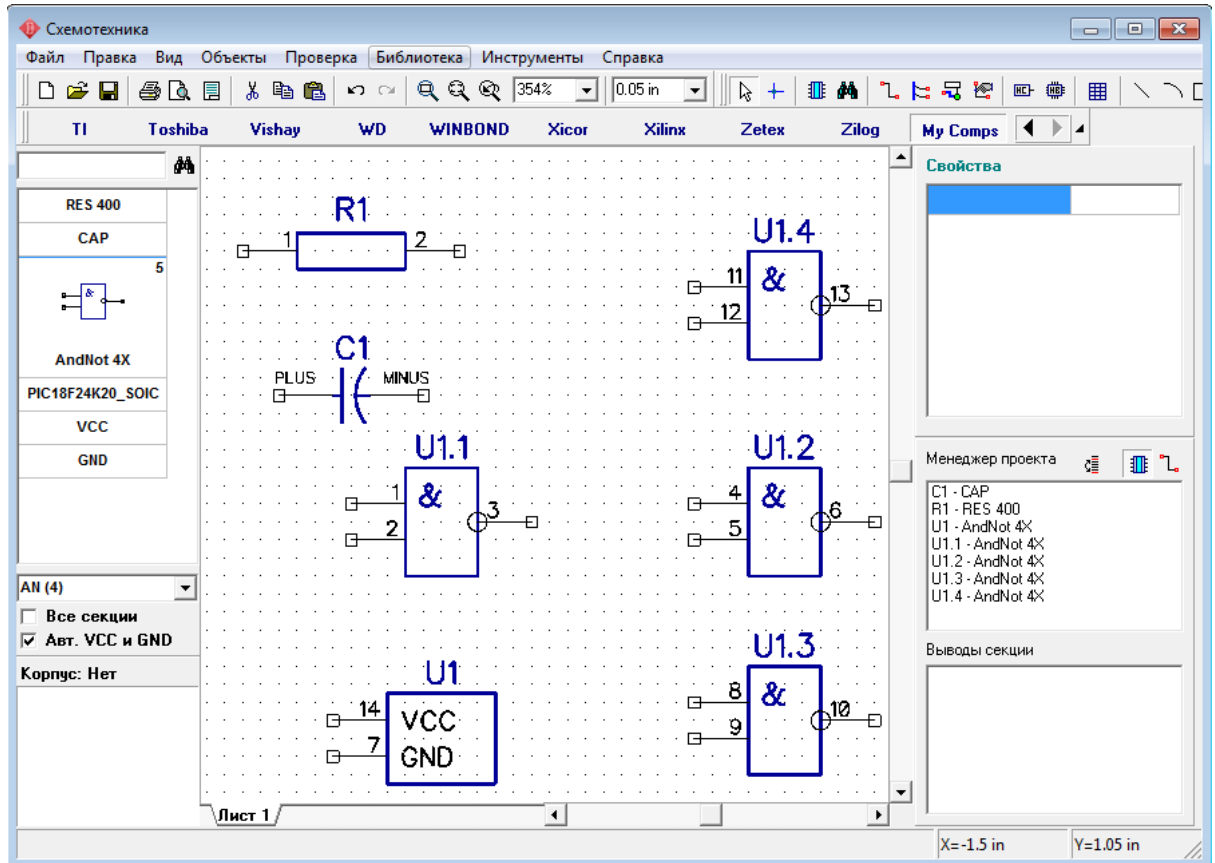 Схемотехника
Файл Правка Вид Объекты Проверка Библиотека Инструменты Справка
354% 0.05 in
TI Toshiba Vishay WD WINBOND Xicor Xilinx Zetex Zilog My Comps
RES 400
CAP
5
&
AndNot 4X
PIC18F24K20_SOIC
VCC
GND
AN (4)
Все секции
Авт. VCC и GND
Корпус: Нет
R1
1 2
C1
PLUS MINUS
U1.1
1 & 3
2
U1
14 VCC
7 GND
U1.4
11 & 13
12
U1.2
4 & 6
5
U1.3
8 & 10
9
Лист 1
Свойства
Менеджер проекта
C1 - CAP
R1 - RES 400
U1 - AndNot 4X
U1.1 - AndNot 4X
U1.2 - AndNot 4X
U1.3 - AndNot 4X
U1.4 - AndNot 4X
Выводы секции
X=-1.5 in Y=1.05 in